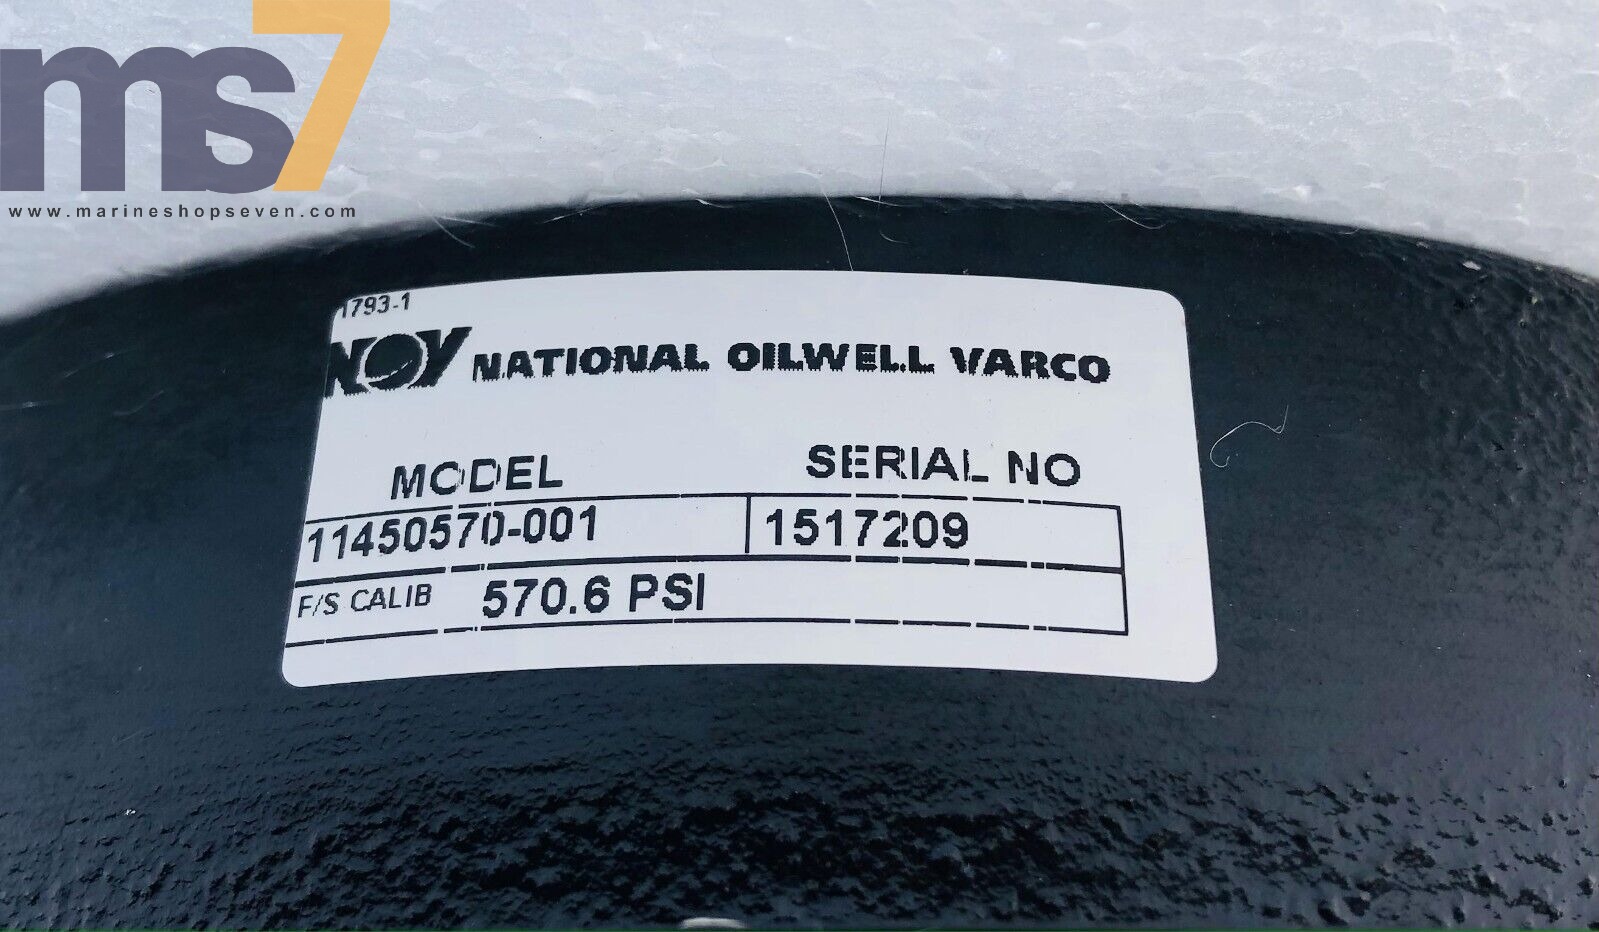 ms7
www.marineshopseven.com
1793-1
NOV NATIONAL OILWELL VARCO
MODEL SERIAL NO
11450570-001 1517209
F/S CALIB 570.6 PSI